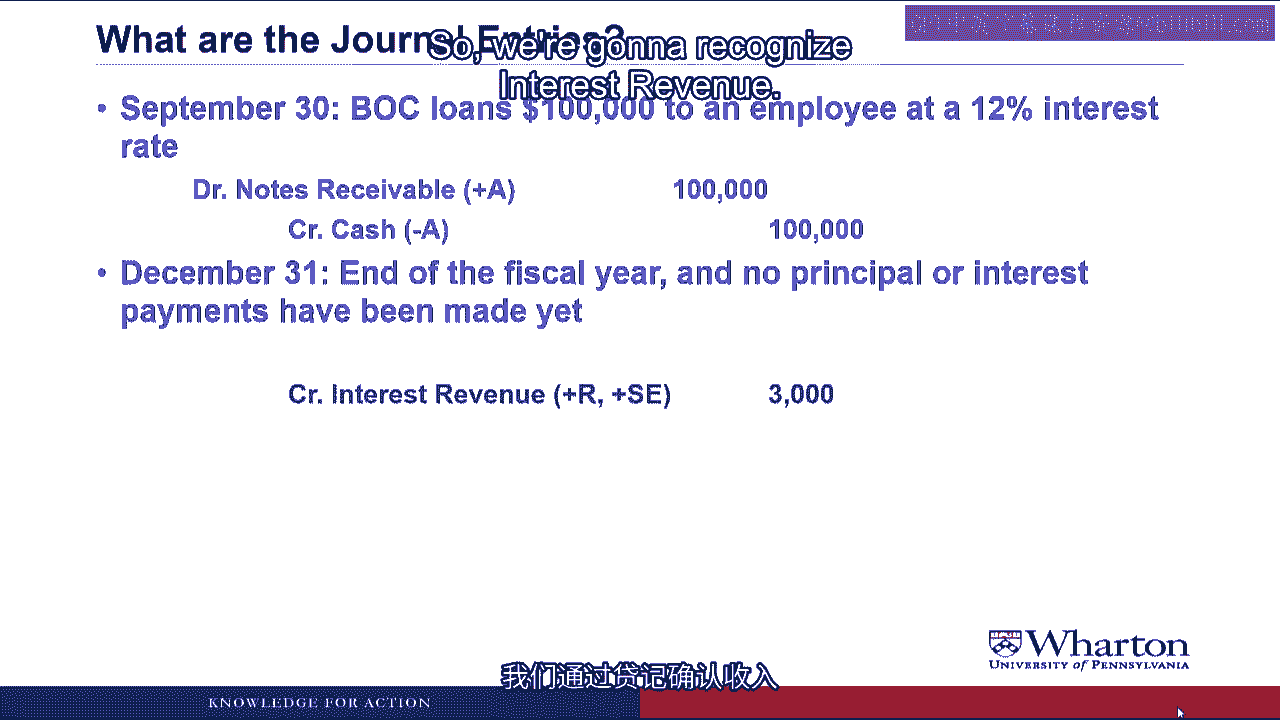 What are the Journal Entries?
So, we're gonna recognize
Interest Revenue.
• September 30: BOC loans $100,000 to an employee at a 12% interest
rate
Dr. Notes Receivable (+A) 100,000
Cr. Cash (-A) 100,000
• December 31: End of the fiscal year, and no principal or interest
payments have been made yet
Cr. Interest Revenue (+R, +SE) 3,000
Wharton
UNIVERSITY of PENNSYLVANIA
我们通过贷记确认收入
KNOWLEDGE FOR ACTION